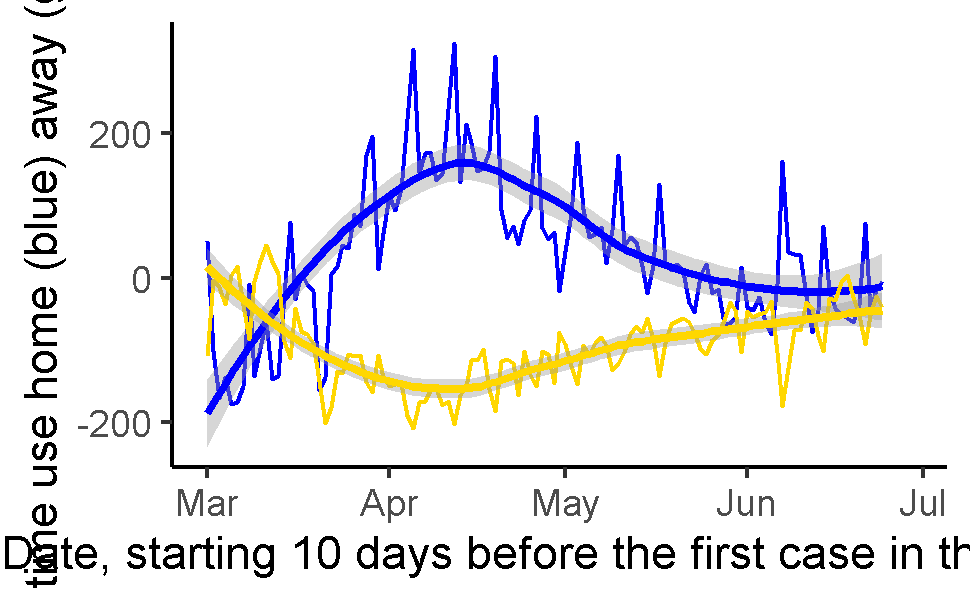 time use home (blue) away (
200
0
-200
Mar Apr May Jun Jul
Date, starting 10 days before the first case in th